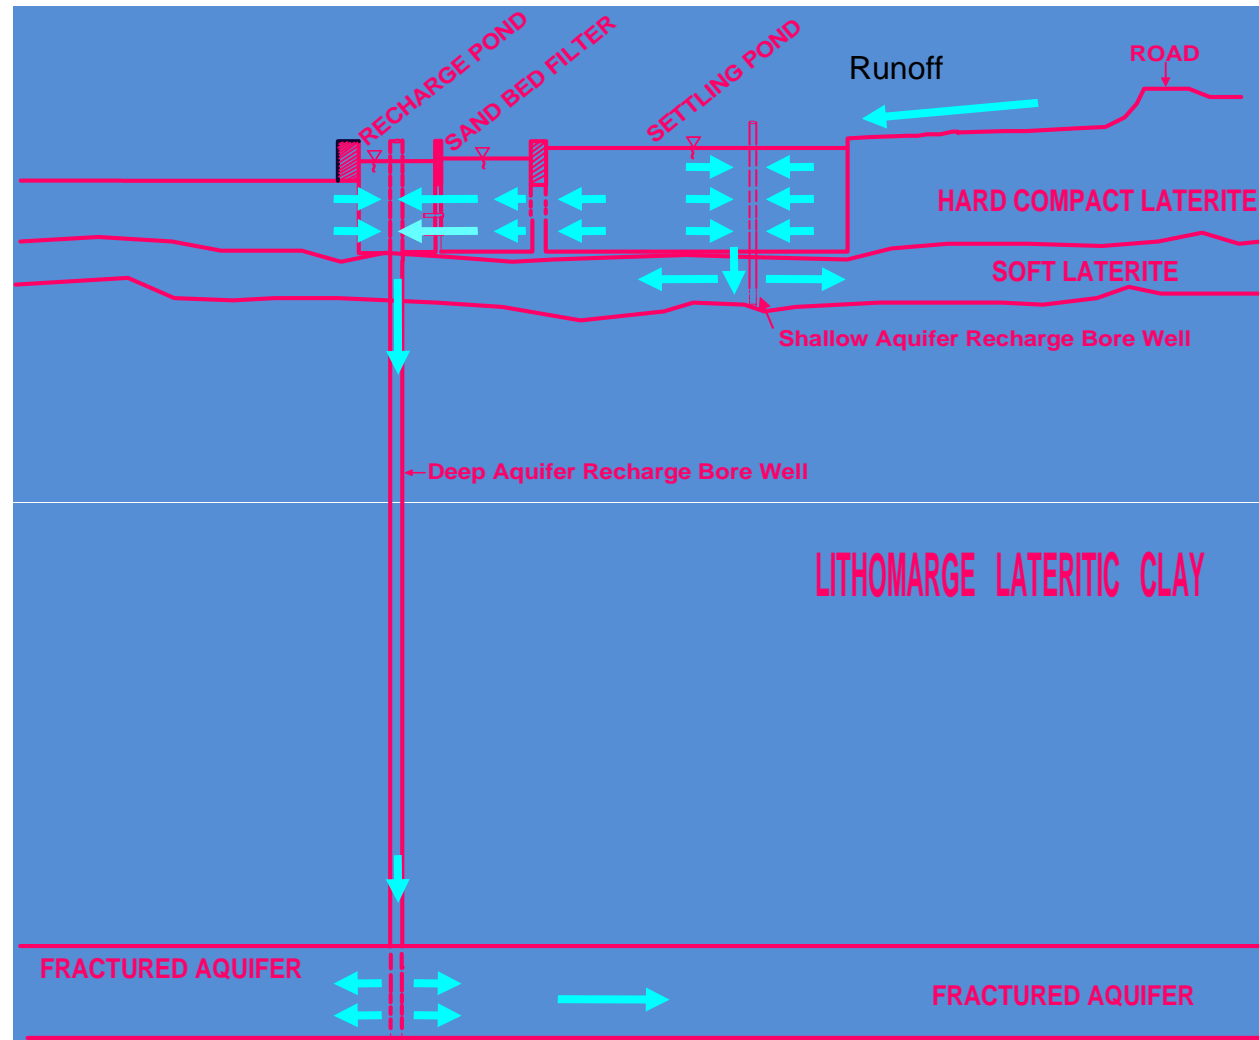 RECHARGE POND
SAND BED FILTER
SETTLING POND
Runoff
ROAD
HARD COMPACT LATERITE
SOFT LATERITE
Shallow Aquifer Recharge Bore Well
Deep Aquifer Recharge Bore Well
LITHOMARGE LATERITIC CLAY
FRACTURED AQUIFER
FRACTURED AQUIFER